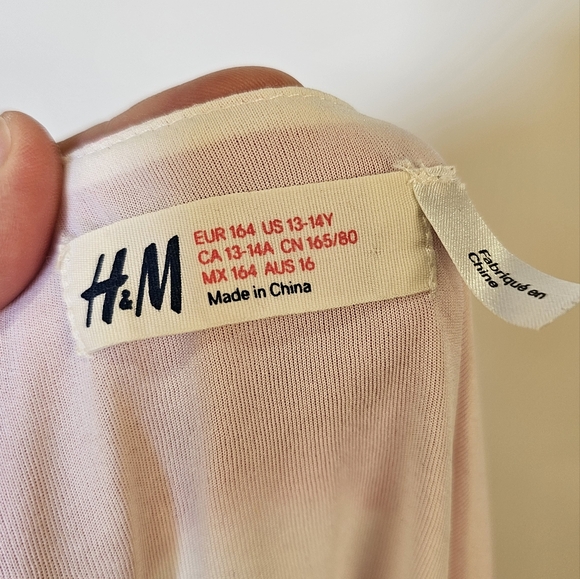 H&M
EUR 164 US 13-14Y
CA 13-14A CN 165/80
MX 164 AUS 16
Made in China
Fabriqué en
Chine